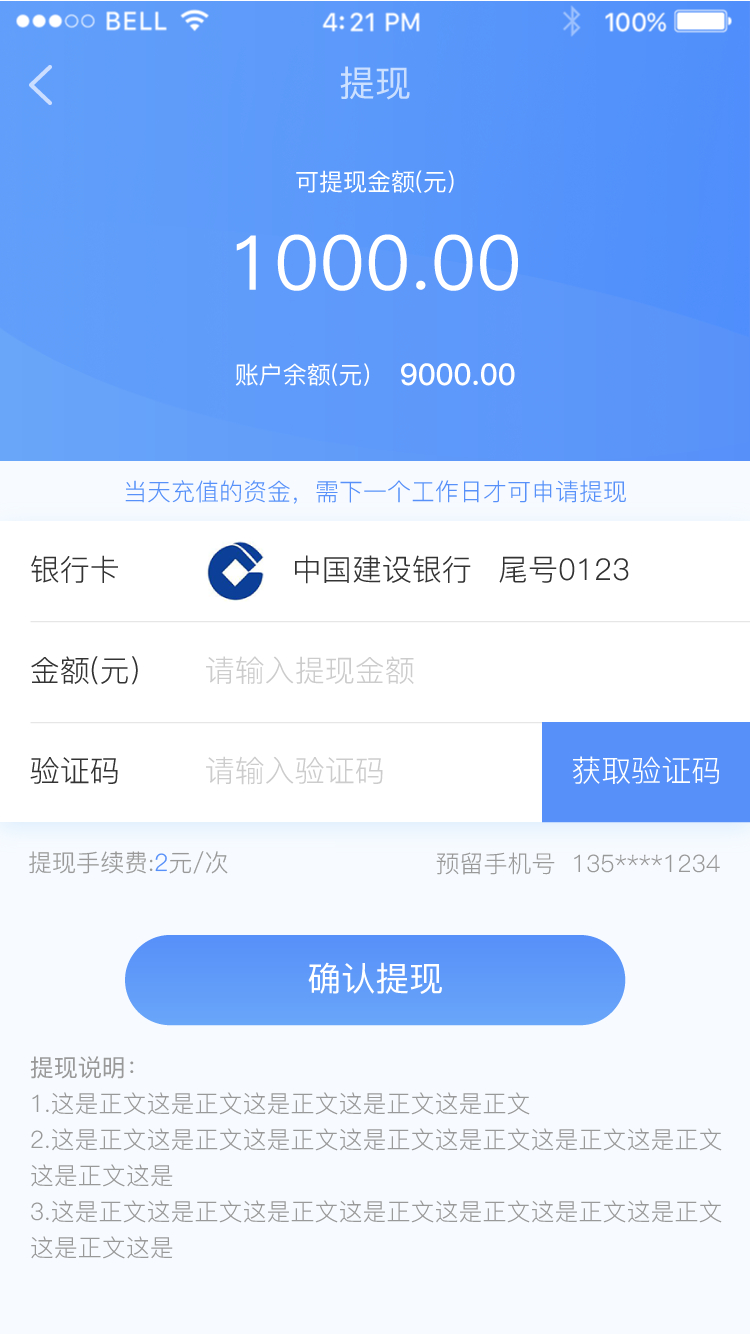 BELL 4:21 PM 100%
提现
可提现金额(元)
1000.00
账户余额(元) 9000.00
当天充值的资金，需下一个工作日才可申请提现
银行卡 中国建设银行 尾号0123
金额(元) 请输入提现金额
验证码 请输入验证码 获取验证码
提现手续费:2元/次 预留手机号 135****1234
确认提现
提现说明：
1.这是正文这是正文这是正文这是正文这是正文
2.这是正文这是正文这是正文这是正文这是正文这是正文这是正文
这是正文这是
3.这是正文这是正文这是正文这是正文这是正文这是正文这是正文
这是正文这是